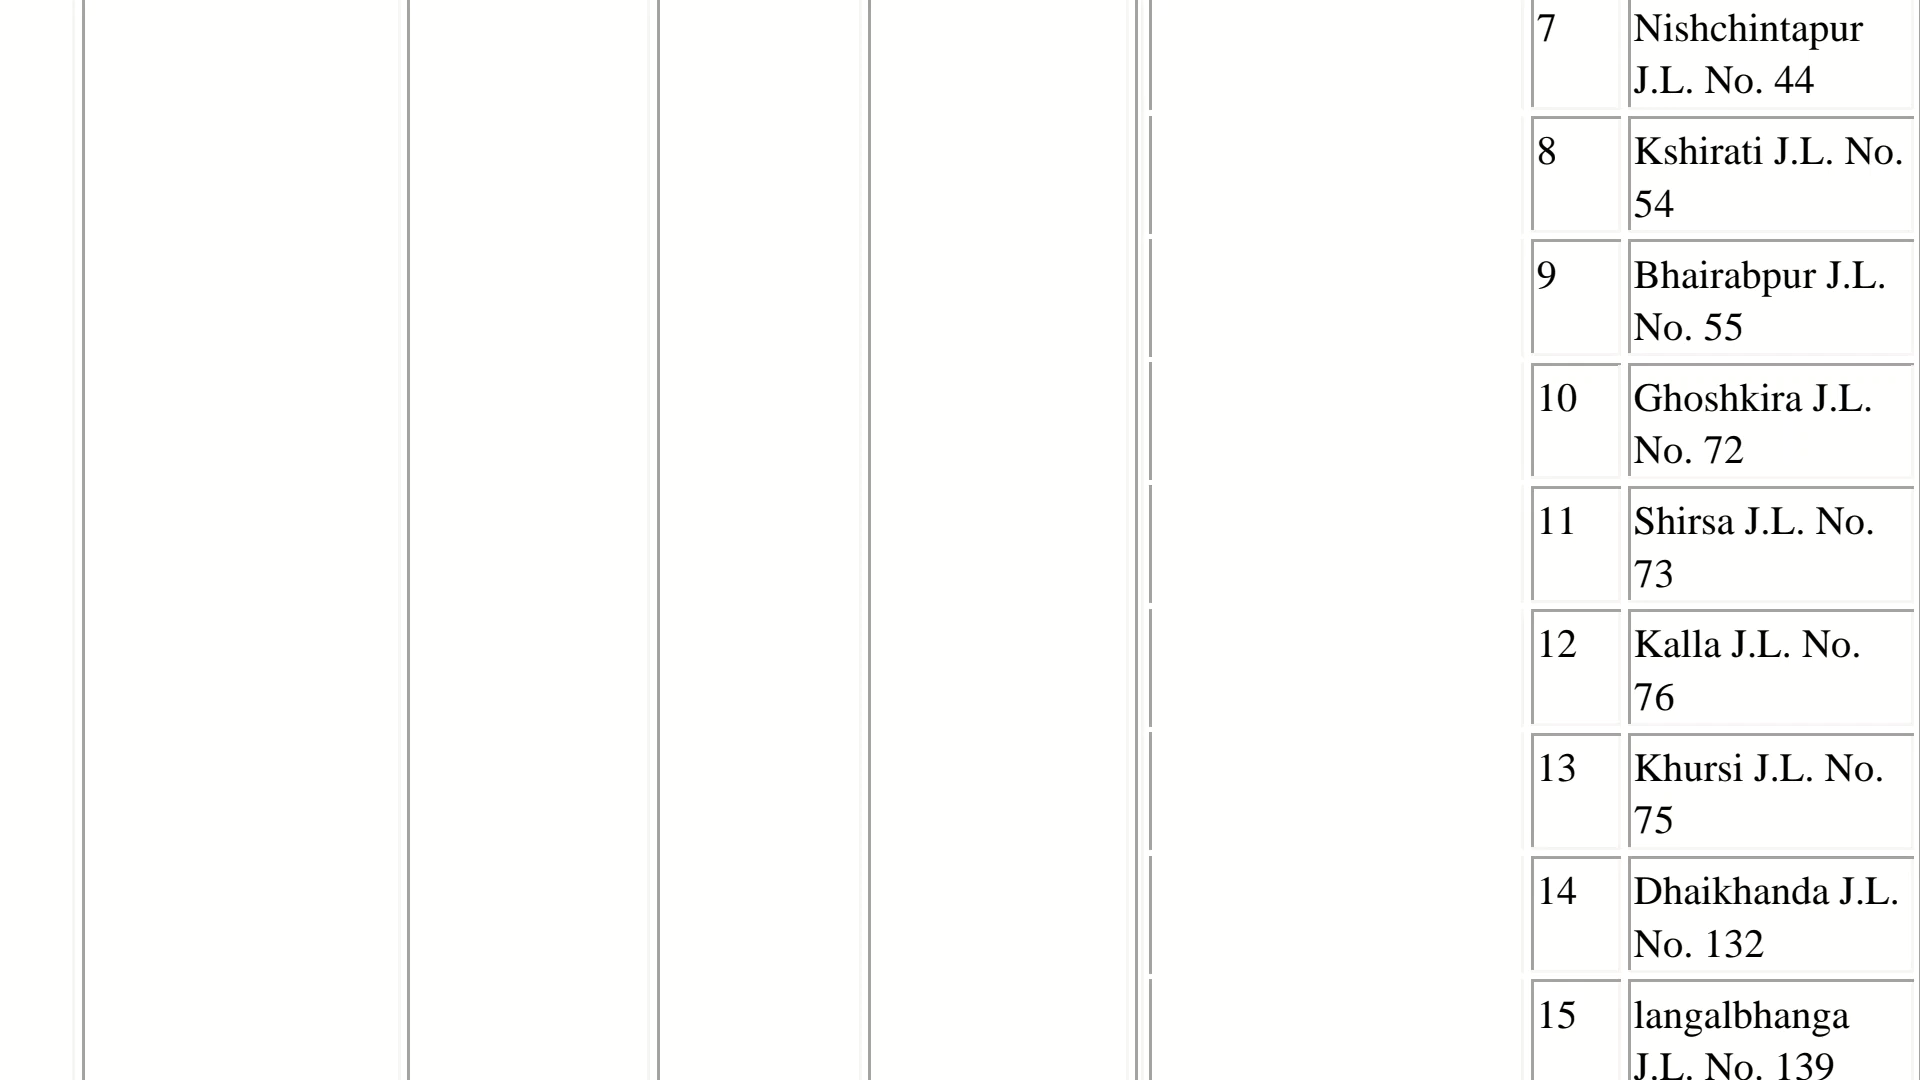 7
Nishchintapur
J.L. No. 44
8
Kshirati J.L. No.
54
9
Bhairabpur J.L.
No. 55
10
Ghoshkira J.L.
No. 72
11
Shirsa J.L. No.
73
12
Kalla J.L. No.
76
13
Khursi J.L. No.
75
14
Dhaikhanda J.L.
No. 132
15
langalbhanga
J.L. No. 139